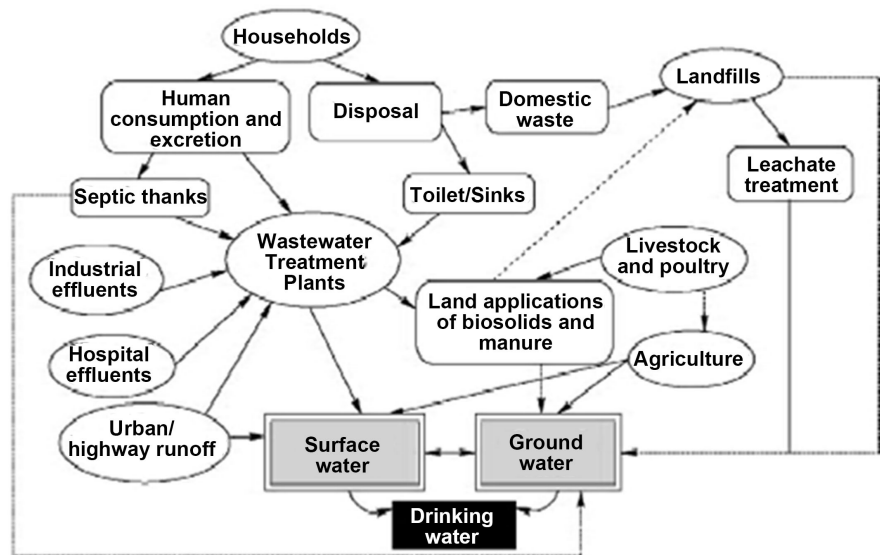 Households
Landfills
Human
consumption and
excretion
Disposal
Domestic
waste
Leachate
treatment
Septic thanks
Toilet/Sinks
Wastewater
Treatment
Plants
Livestock
and poultry
Industrial
effluents
Land applications
of biosolids and
manure
Hospital
effluents
Agriculture
Urban/
highway runoff
Surface
water
Ground
water
Drinking
water